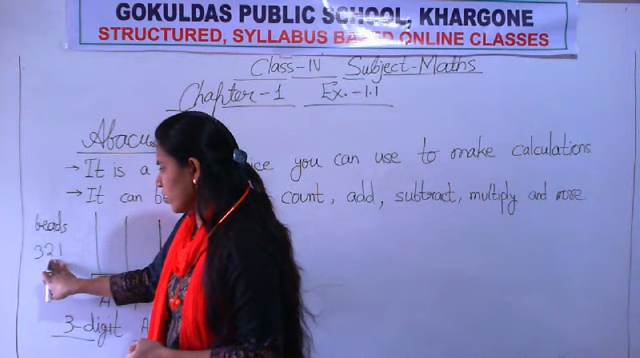 GOKULDAS PUBLIC SCHOOL, KHARGONE
STRUCTURED, SYLLABUS BASED ONLINE CLASSES
Class-IV Subject-Maths
Chapter-1 Ex.-1.1
Abacus
→ It is a you can use to make calculations
→ It can count, add, subtract, multiply and more
beads
321
H
3-digit A